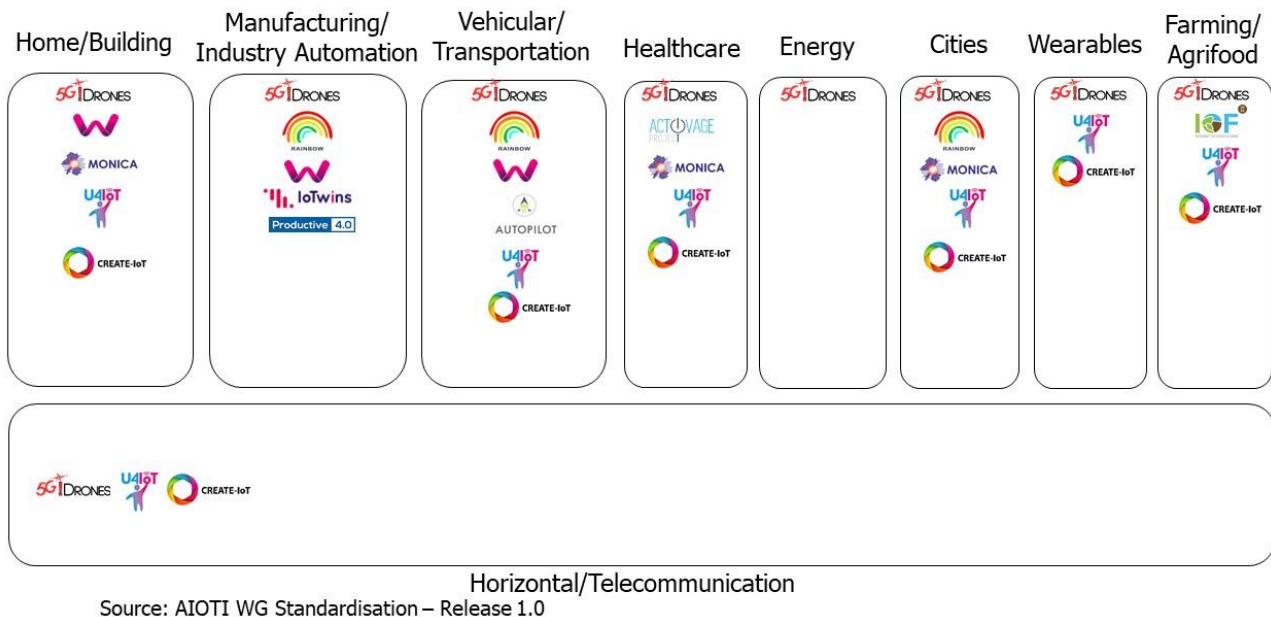 Home/Building
Manufacturing/
Industry Automation
Vehicular/
Transportation
Healthcare
Energy
Cities
Wearables
Farming/
Agrifood
5G!DRONES
MONICA
U4IoT
CREATE-IoT
5G!DRONES
RAINBOW
IoTwins
Productive 4.0
5G!DRONES
RAINBOW
AUTOPILOT
U4IoT
CREATE-IoT
5G!DRONES
ACTIVAGE
PROJECT
MONICA
U4IoT
CREATE-IoT
5G!DRONES
5G!DRONES
RAINBOW
MONICA
U4IoT
CREATE-IoT
5G!DRONES
U4IoT
CREATE-IoT
5G!DRONES
IOF
U4IoT
CREATE-IoT
5G!DRONES U4IoT CREATE-IoT
Horizontal/Telecommunication
Source: AIOTI WG Standardisation – Release 1.0